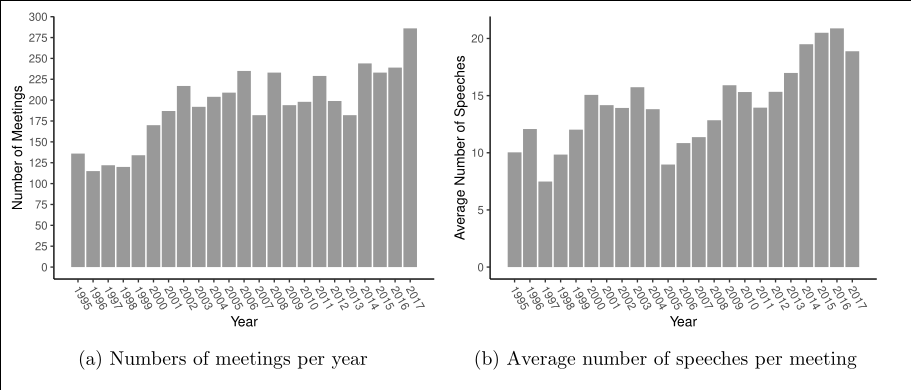 300
275
250
225
200
175
150
125
100
75
50
25
0
Number of Meetings
1995 1996 1997 1998 1999 2000 2001 2002 2003 2004 2005 2006 2007 2008 2009 2010 2011 2012 2013 2014 2015 2016 2017
Year
(a) Numbers of meetings per year
20
15
10
5
0
Average Number of Speeches
1995 1996 1997 1998 1999 2000 2001 2002 2003 2004 2005 2006 2007 2008 2009 2010 2011 2012 2013 2014 2015 2016 2017
Year
(b) Average number of speeches per meeting